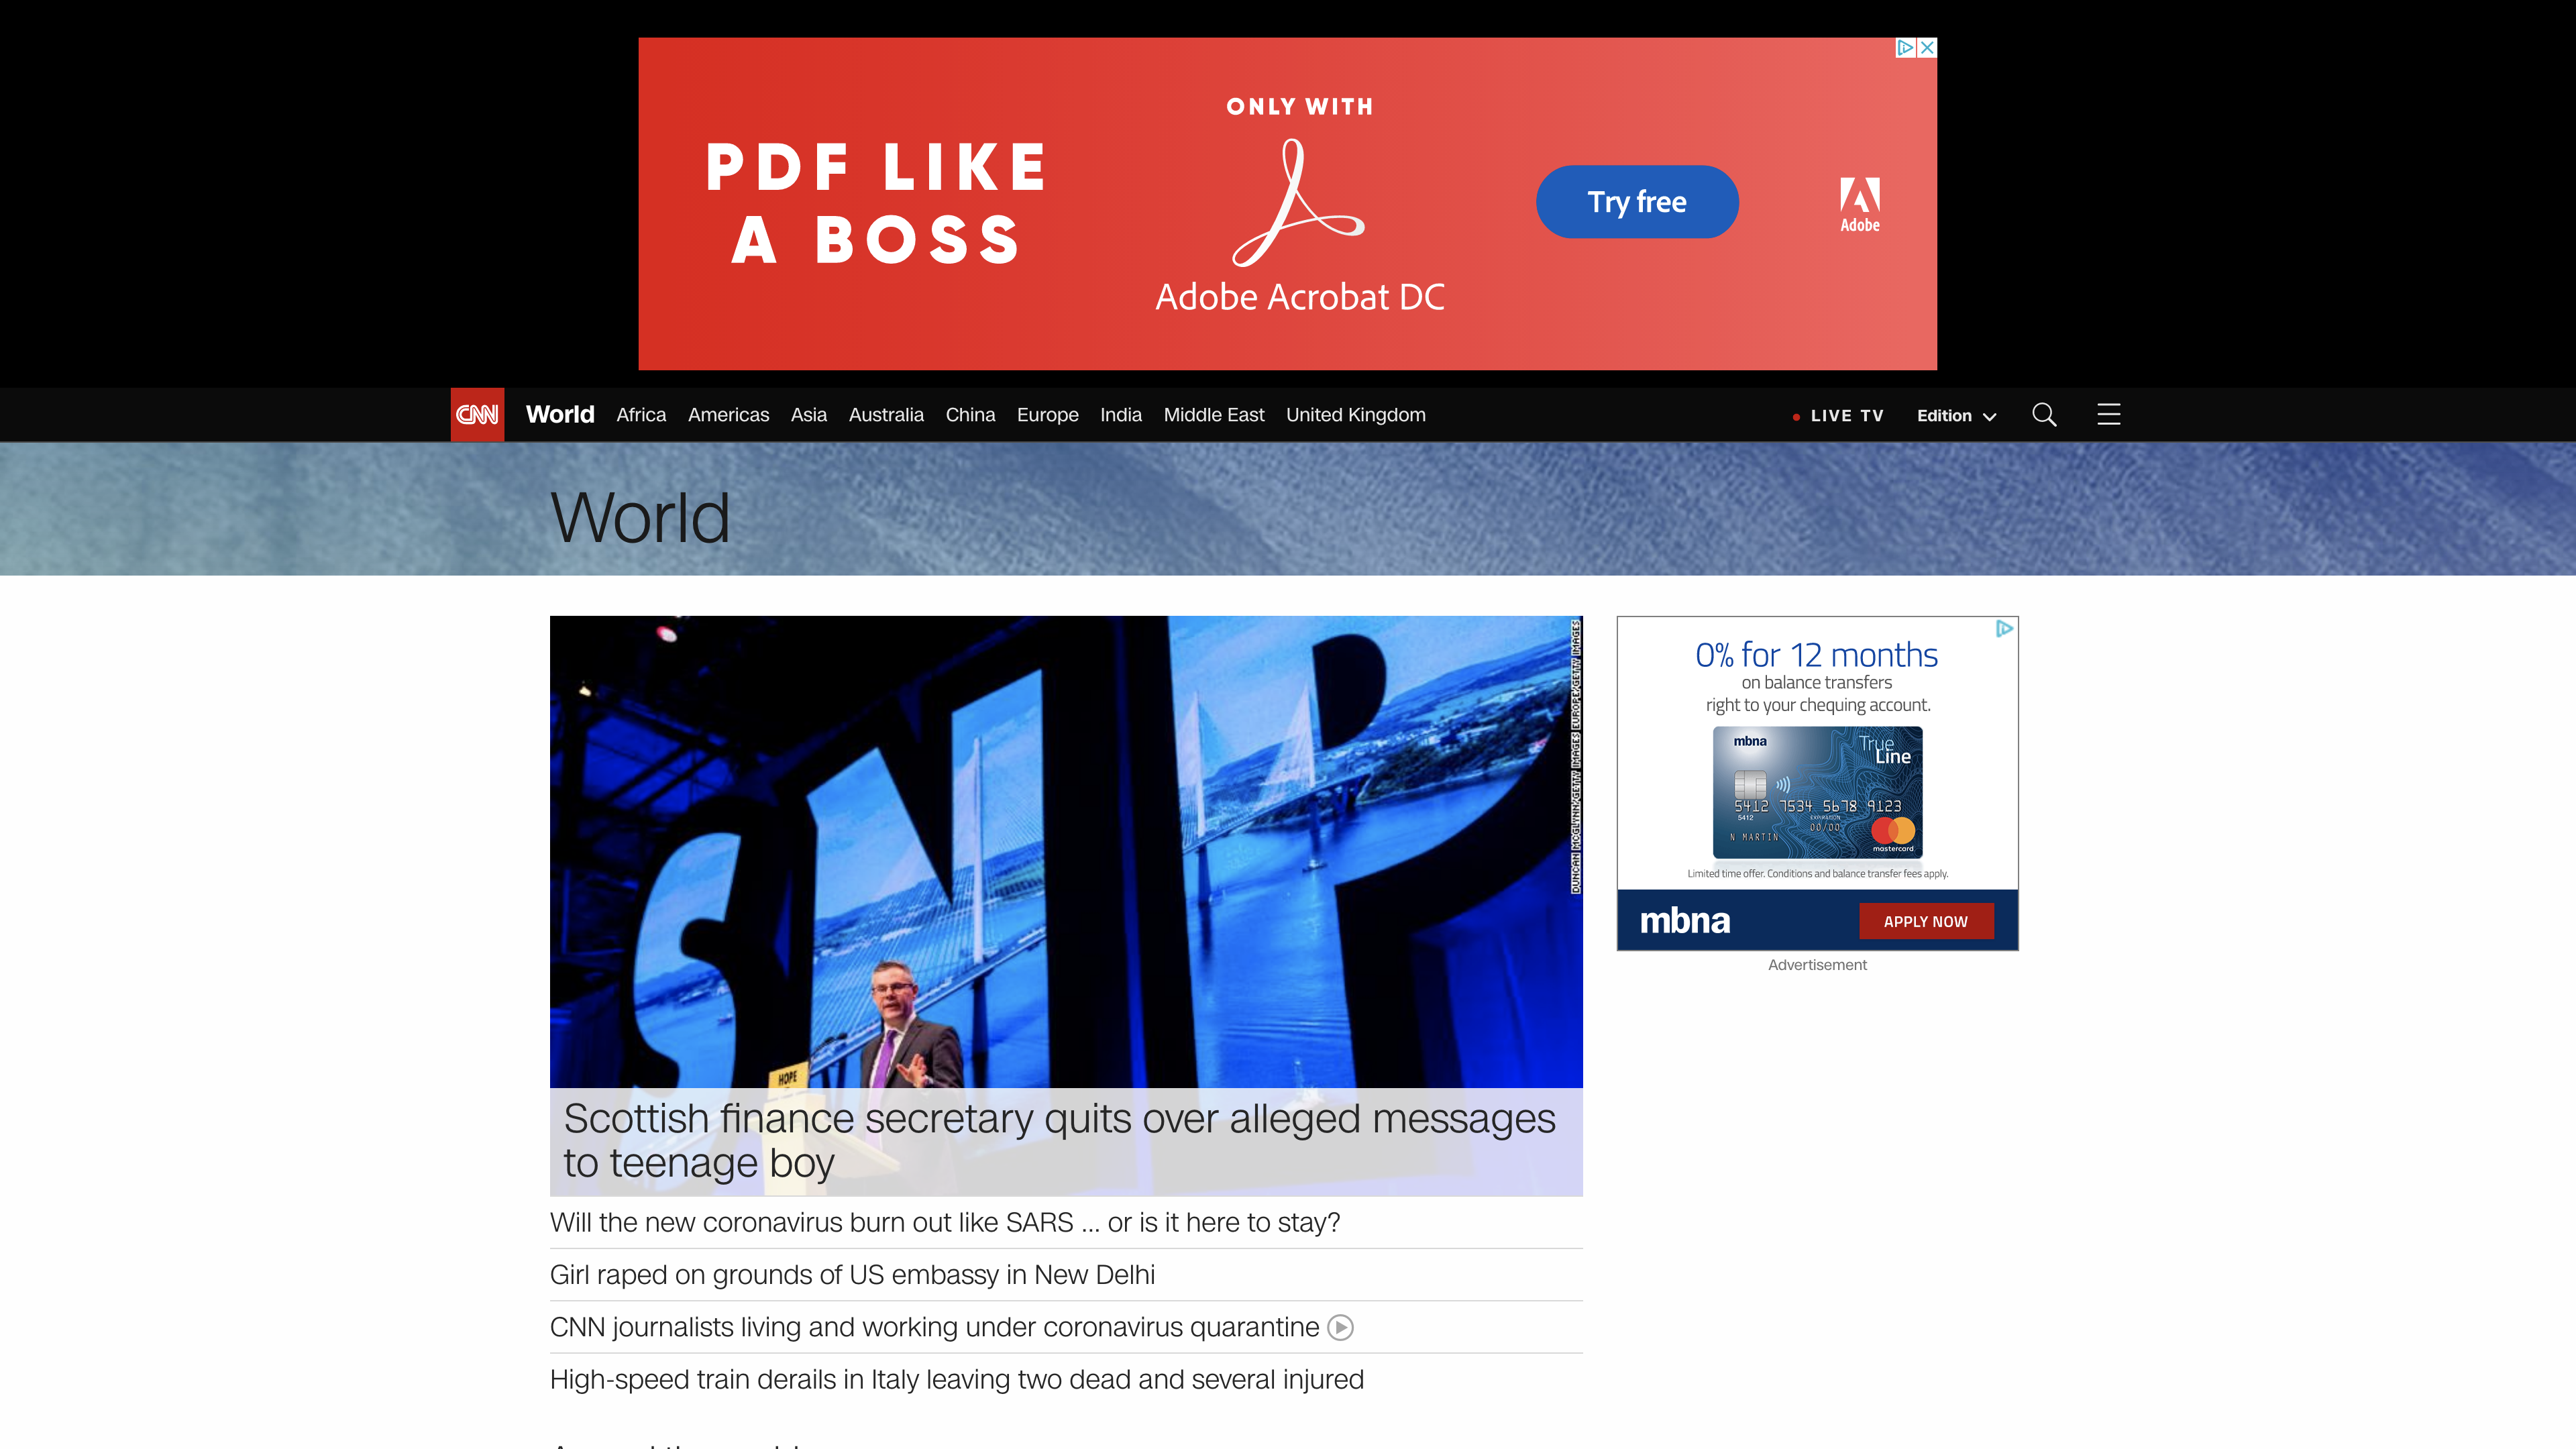 ONLY WITH
PDF LIKE
A BOSS
Adobe Acrobat DC
Try free
Adobe
CNN World Africa Americas Asia Australia China Europe India Middle East United Kingdom LIVE TV Edition
World
DUNCAN MCGLYNN/GETTY IMAGES EUROPE/GETTY IMAGES
SNP
HOPE
Scottish finance secretary quits over alleged messages
to teenage boy
Will the new coronavirus burn out like SARS ... or is it here to stay?
Girl raped on grounds of US embassy in New Delhi
CNN journalists living and working under coronavirus quarantine
High-speed train derails in Italy leaving two dead and several injured
0% for 12 months
on balance transfers
right to your chequing account.
mbna
True
Line
5412 7534 5678 9123
5412
EXPIRATION
00/00
N MARTIN
mastercard
Limited time offer. Conditions and balance transfer fees apply.
mbna
APPLY NOW
Advertisement